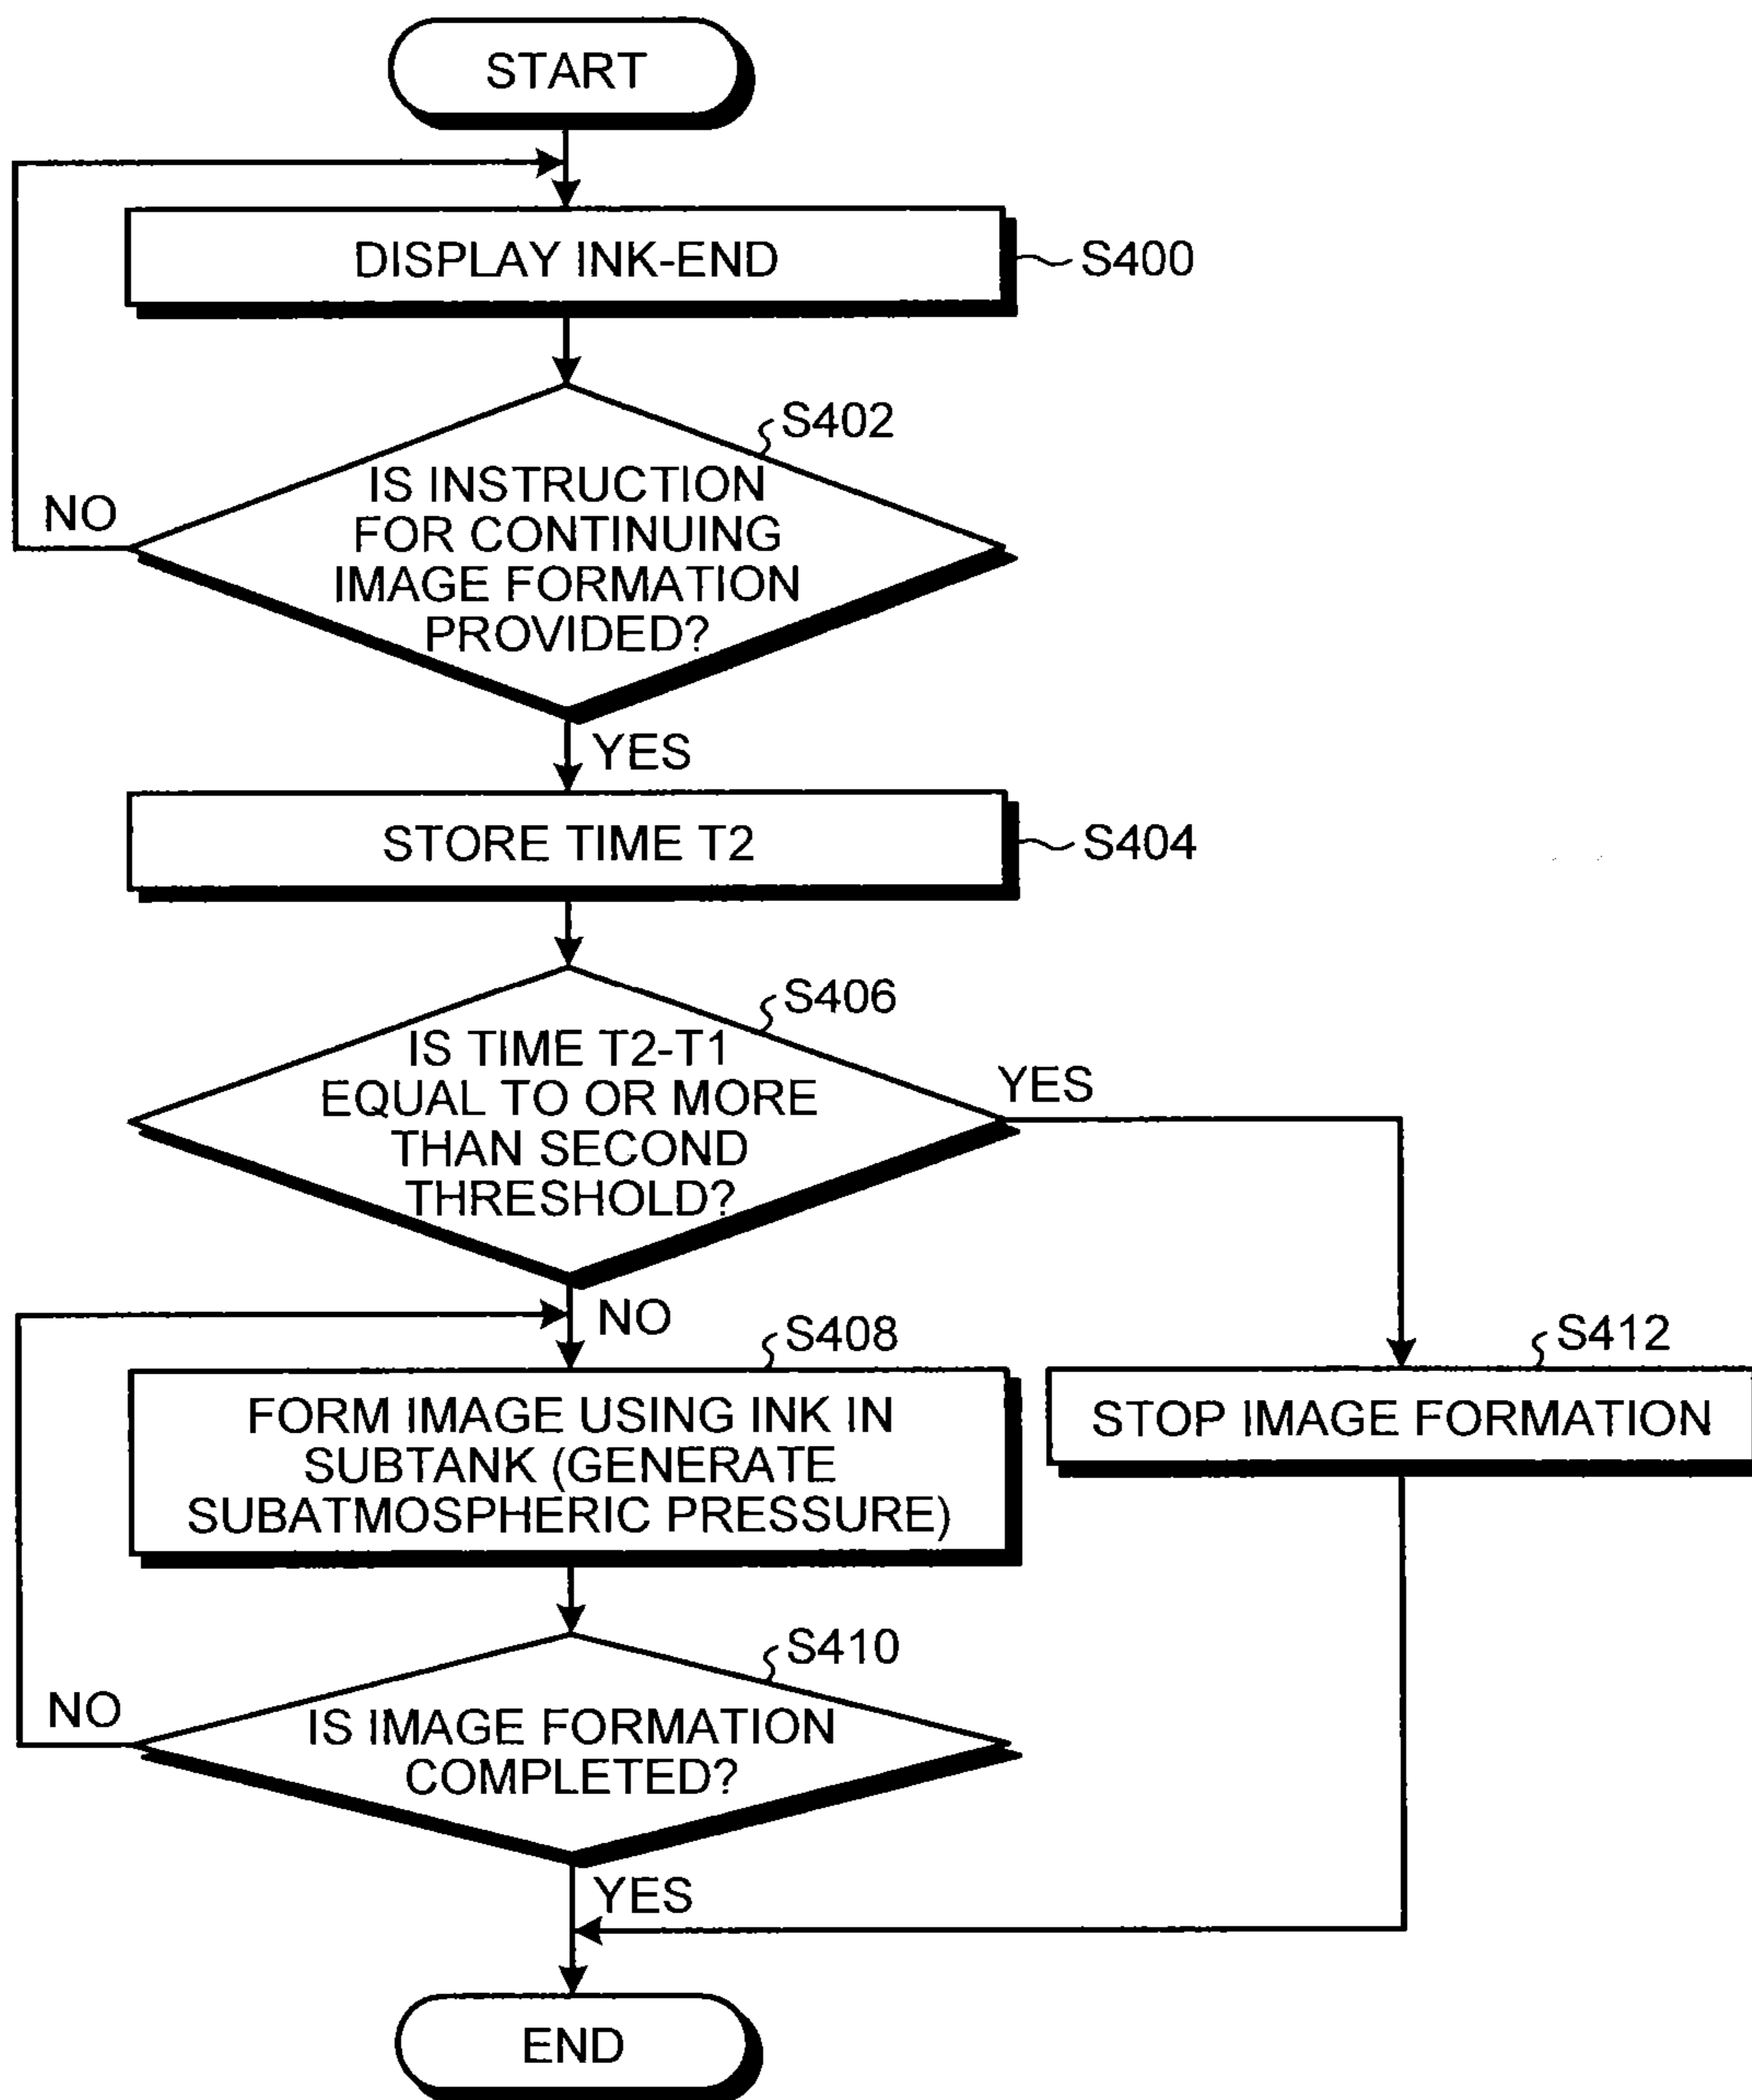 START
DISPLAY INK-END
S400
S402
IS INSTRUCTION
FOR CONTINUING
IMAGE FORMATION
PROVIDED?
NO
YES
STORE TIME T2
S404
S406
IS TIME T2-T1
EQUAL TO OR MORE
THAN SECOND
THRESHOLD?
YES
NO
S408
FORM IMAGE USING INK IN
SUBTANK (GENERATE
SUBATMOSPHERIC PRESSURE)
S412
STOP IMAGE FORMATION
S410
IS IMAGE FORMATION
COMPLETED?
NO
YES
END